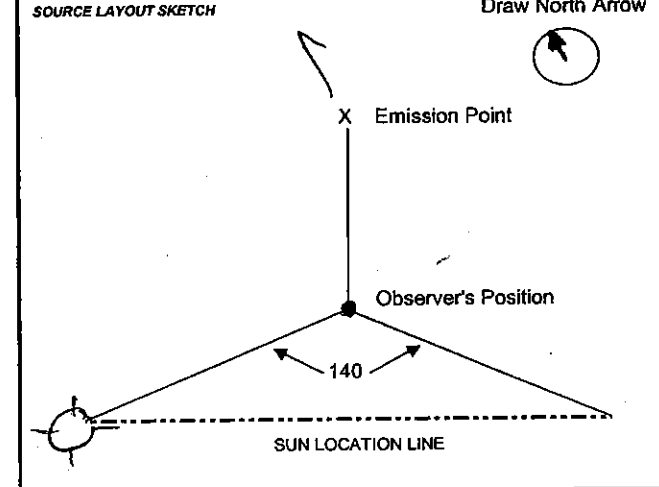 SOURCE LAYOUT SKETCH
Draw North Arrow
X Emission Point
Observer's Position
140
SUN LOCATION LINE